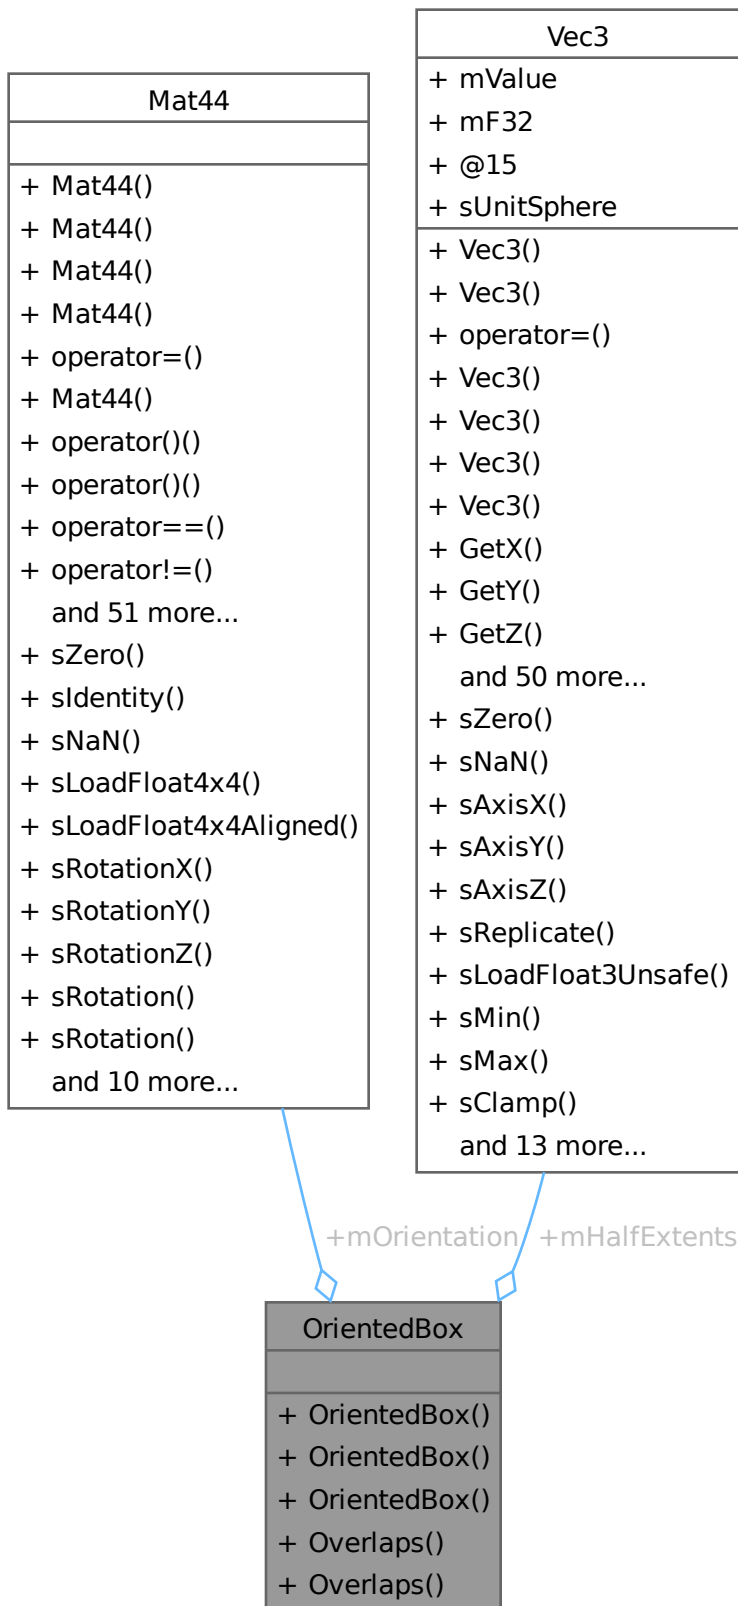 Mat44
+ Mat44()
+ Mat44()
+ Mat44()
+ Mat44()
+ operator=()
+ Mat44()
+ operator()()
+ operator()()
+ operator==()
+ operator!=()
and 51 more...
+ sZero()
+ sIdentity()
+ sNaN()
+ sLoadFloat4x4()
+ sLoadFloat4x4Aligned()
+ sRotationX()
+ sRotationY()
+ sRotationZ()
+ sRotation()
+ sRotation()
and 10 more...
Vec3
+ mValue
+ mF32
+ @15
+ sUnitSphere
+ Vec3()
+ Vec3()
+ operator=()
+ Vec3()
+ Vec3()
+ Vec3()
+ Vec3()
+ GetX()
+ GetY()
+ GetZ()
and 50 more...
+ sZero()
+ sNaN()
+ sAxisX()
+ sAxisY()
+ sAxisZ()
+ sReplicate()
+ sLoadFloat3Unsafe()
+ sMin()
+ sMax()
+ sClamp()
and 13 more...
+mOrientation
+mHalfExtents
OrientedBox
+ OrientedBox()
+ OrientedBox()
+ OrientedBox()
+ Overlaps()
+ Overlaps()